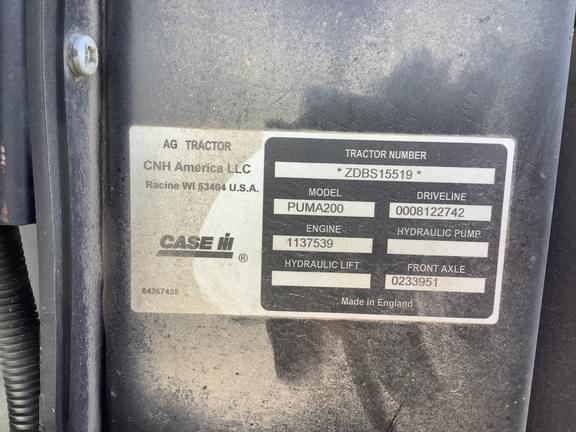 AG TRACTOR
CNH America LLC
Racine WI 53404 U.S.A.
CASE IH
®
84267435
TRACTOR NUMBER
*ZDBS15519*
MODEL DRIVELINE
PUMA200 0008122742
ENGINE HYDRAULIC PUMP
1137539
HYDRAULIC LIFT FRONT AXLE
0233951
Made in England